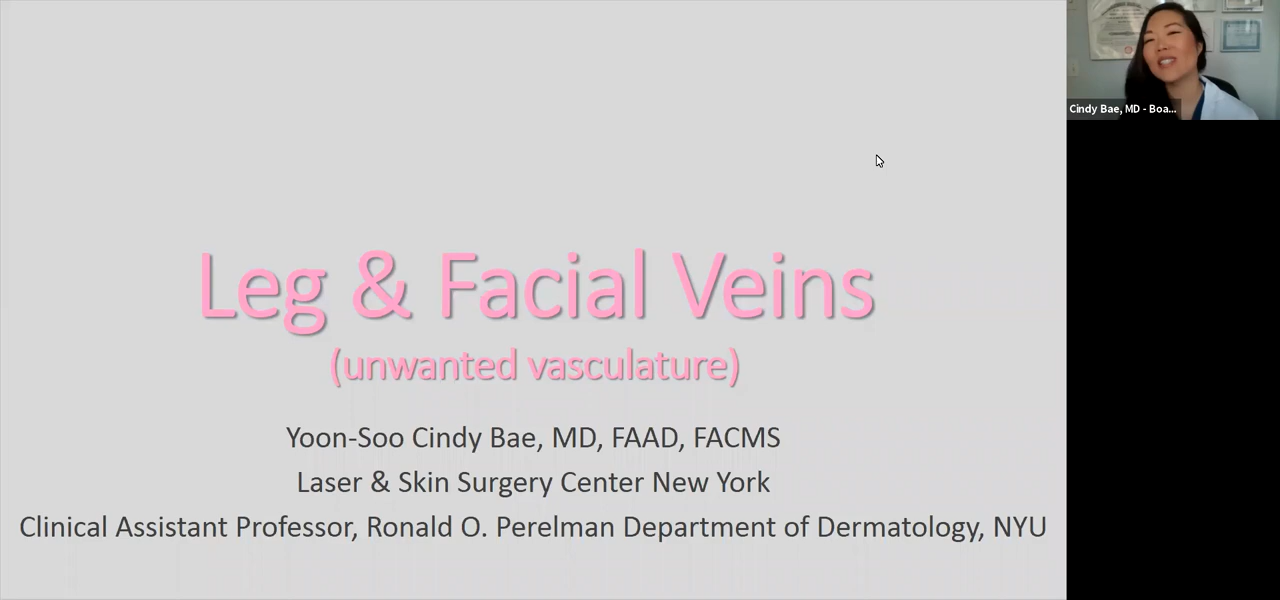 Leg & Facial Veins
(unwanted vasculature)
Yoon-Soo Cindy Bae, MD, FAAD, FACMS
Laser & Skin Surgery Center New York
Clinical Assistant Professor, Ronald O. Perelman Department of Dermatology, NYU
Cindy Bae, MD - Boa...